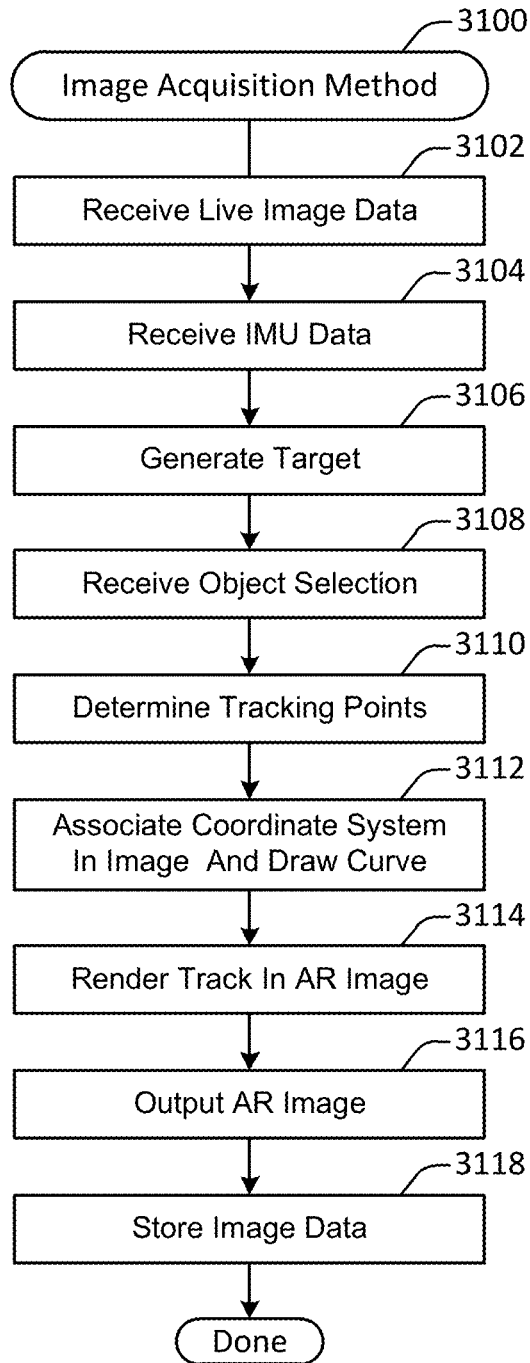 3100
Image Acquisition Method
3102
Receive Live Image Data
3104
Receive IMU Data
3106
Generate Target
3108
Receive Object Selection
3110
Determine Tracking Points
3112
Associate Coordinate System
In Image And Draw Curve
3114
Render Track In AR Image
3116
Output AR Image
3118
Store Image Data
Done